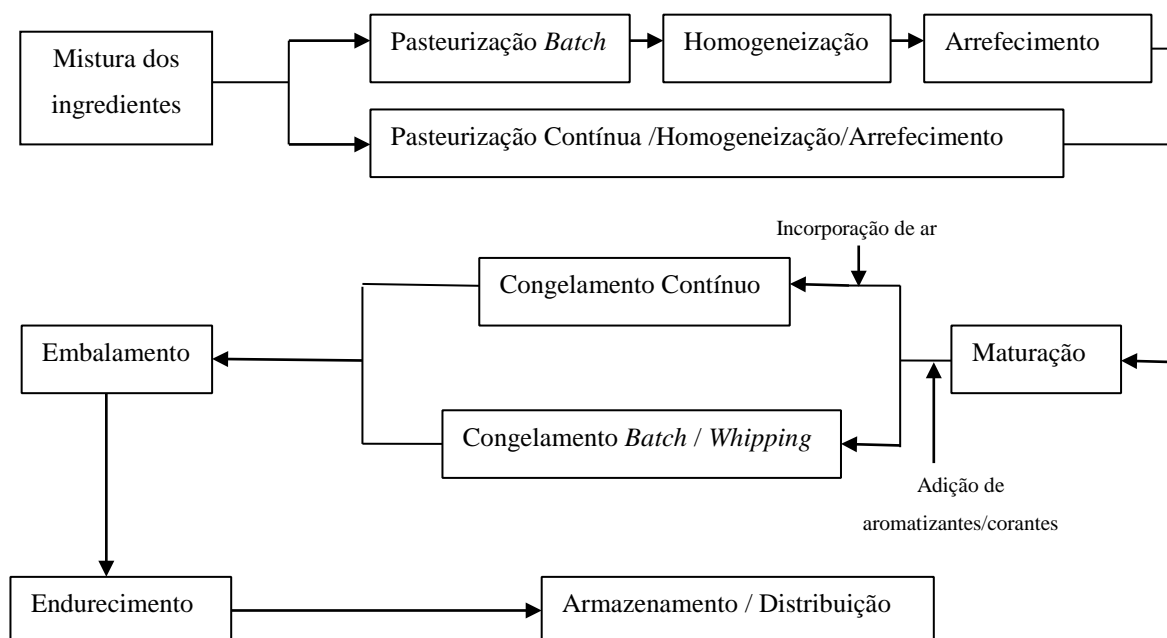 Mistura dos
ingredientes
Pasteurização Batch
Homogeneização
Arrefecimento
Pasteurização Contínua /Homogeneização/Arrefecimento
Incorporação de ar
Congelamento Contínuo
Embalamento
Maturação
Congelamento Batch / Whipping
Adição de
aromatizantes/corantes
Endurecimento
Armazenamento / Distribuição